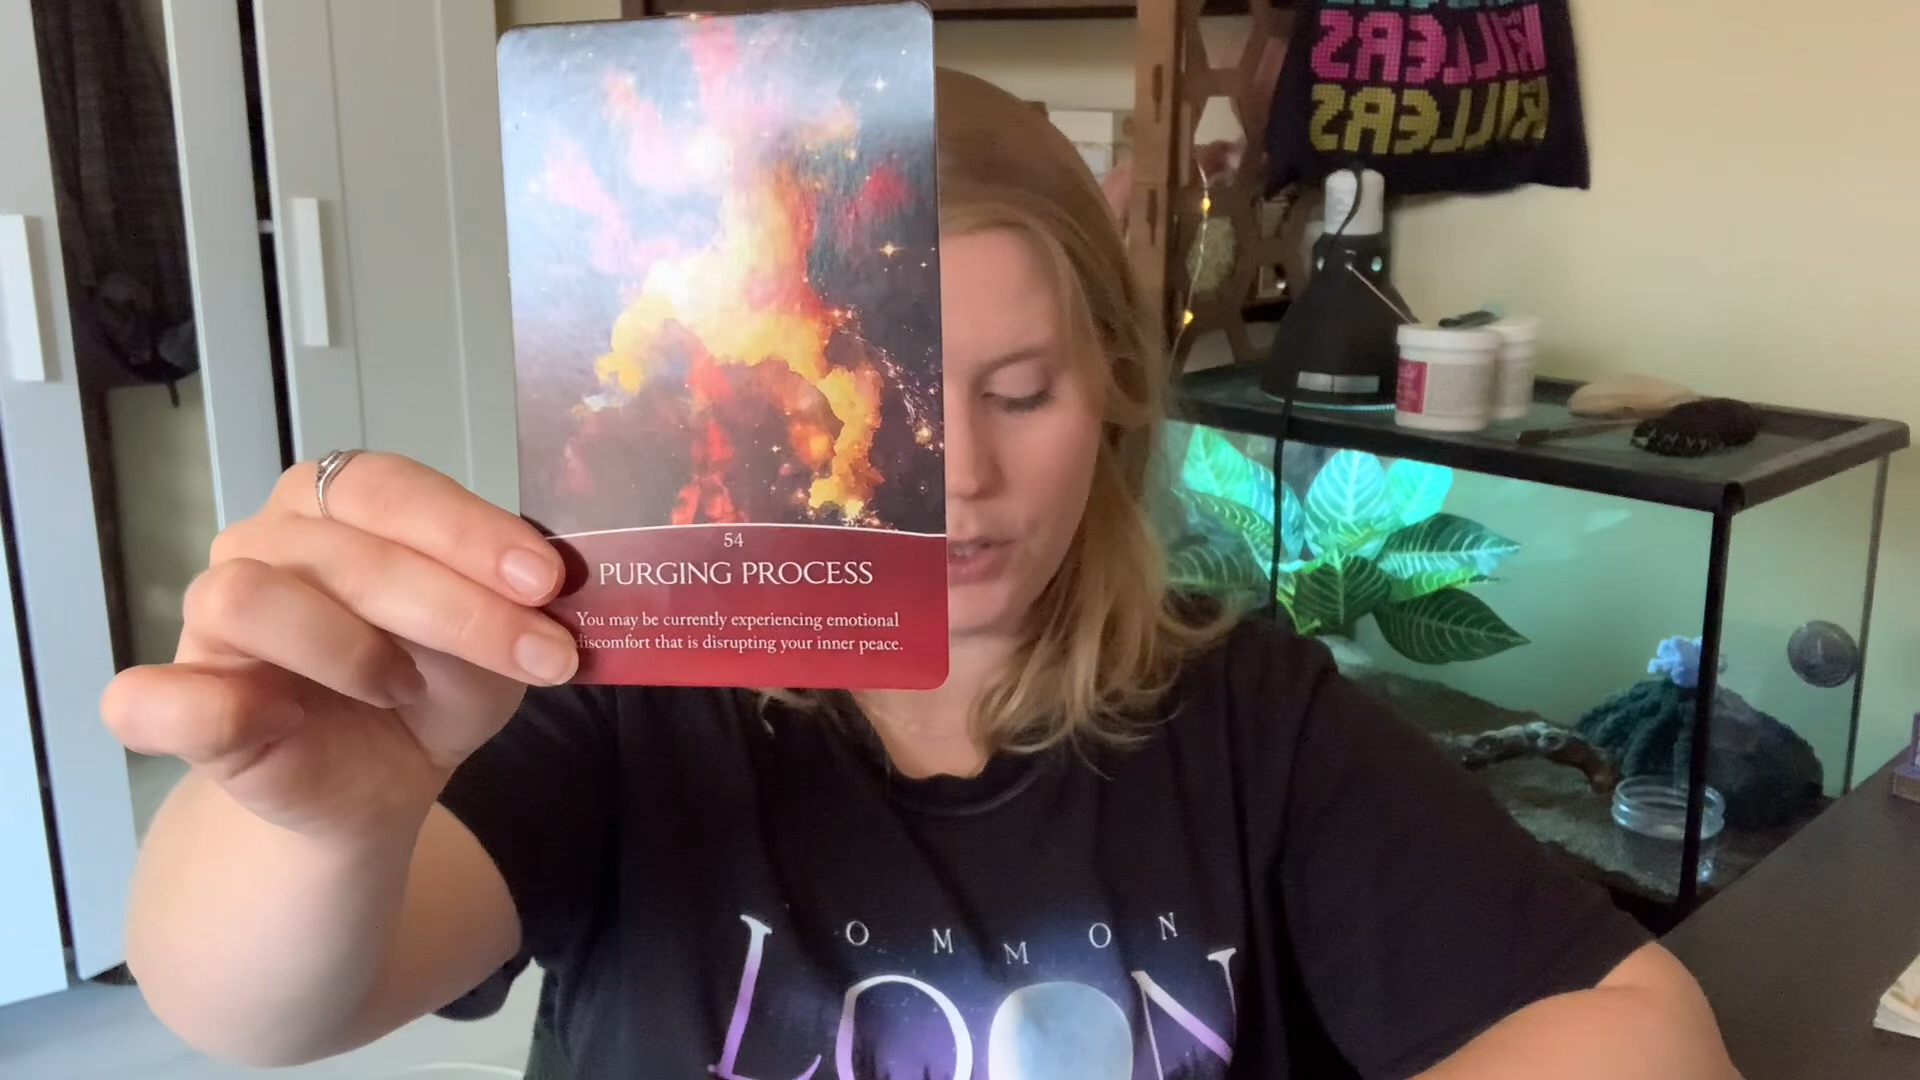 54
PURGING PROCESS
You may be currently experiencing emotional
discomfort that is disrupting your inner peace.
KILLERS
KILLERS
OMMON
LOON